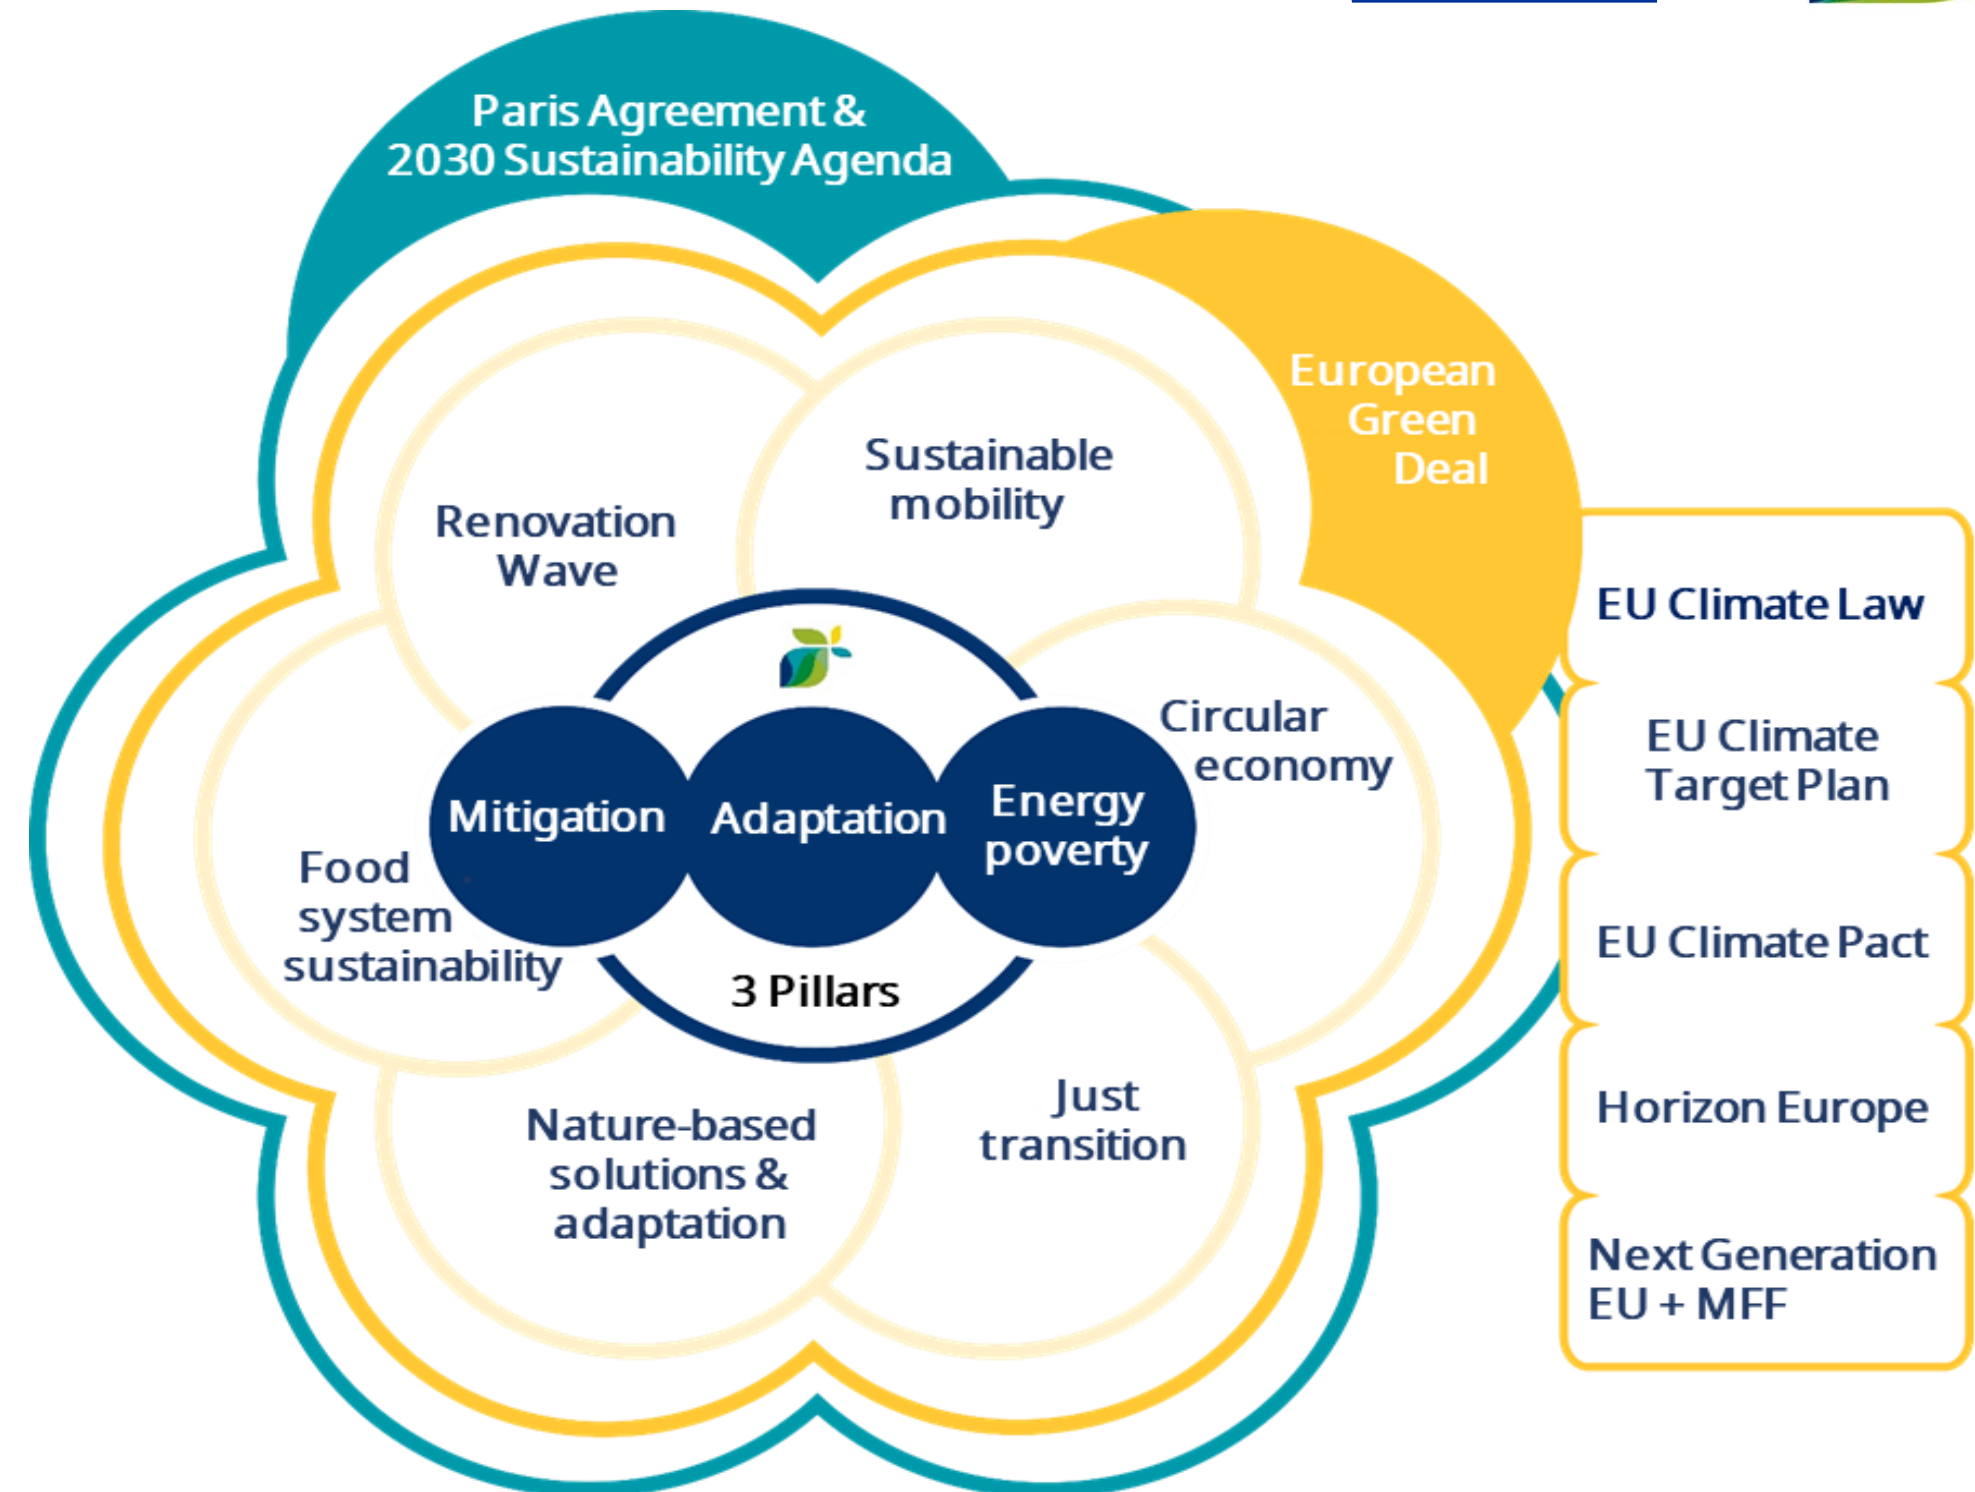 Paris Agreement &
2030 Sustainability Agenda
European
Green
Deal
Sustainable
mobility
Renovation
Wave
Circular
economy
Mitigation
Adaptation
Energy
poverty
Food
system
sustainability
3 Pillars
Nature-based
solutions &
adaptation
Just
transition
EU Climate Law
EU Climate
Target Plan
EU Climate Pact
Horizon Europe
Next Generation
EU + MFF